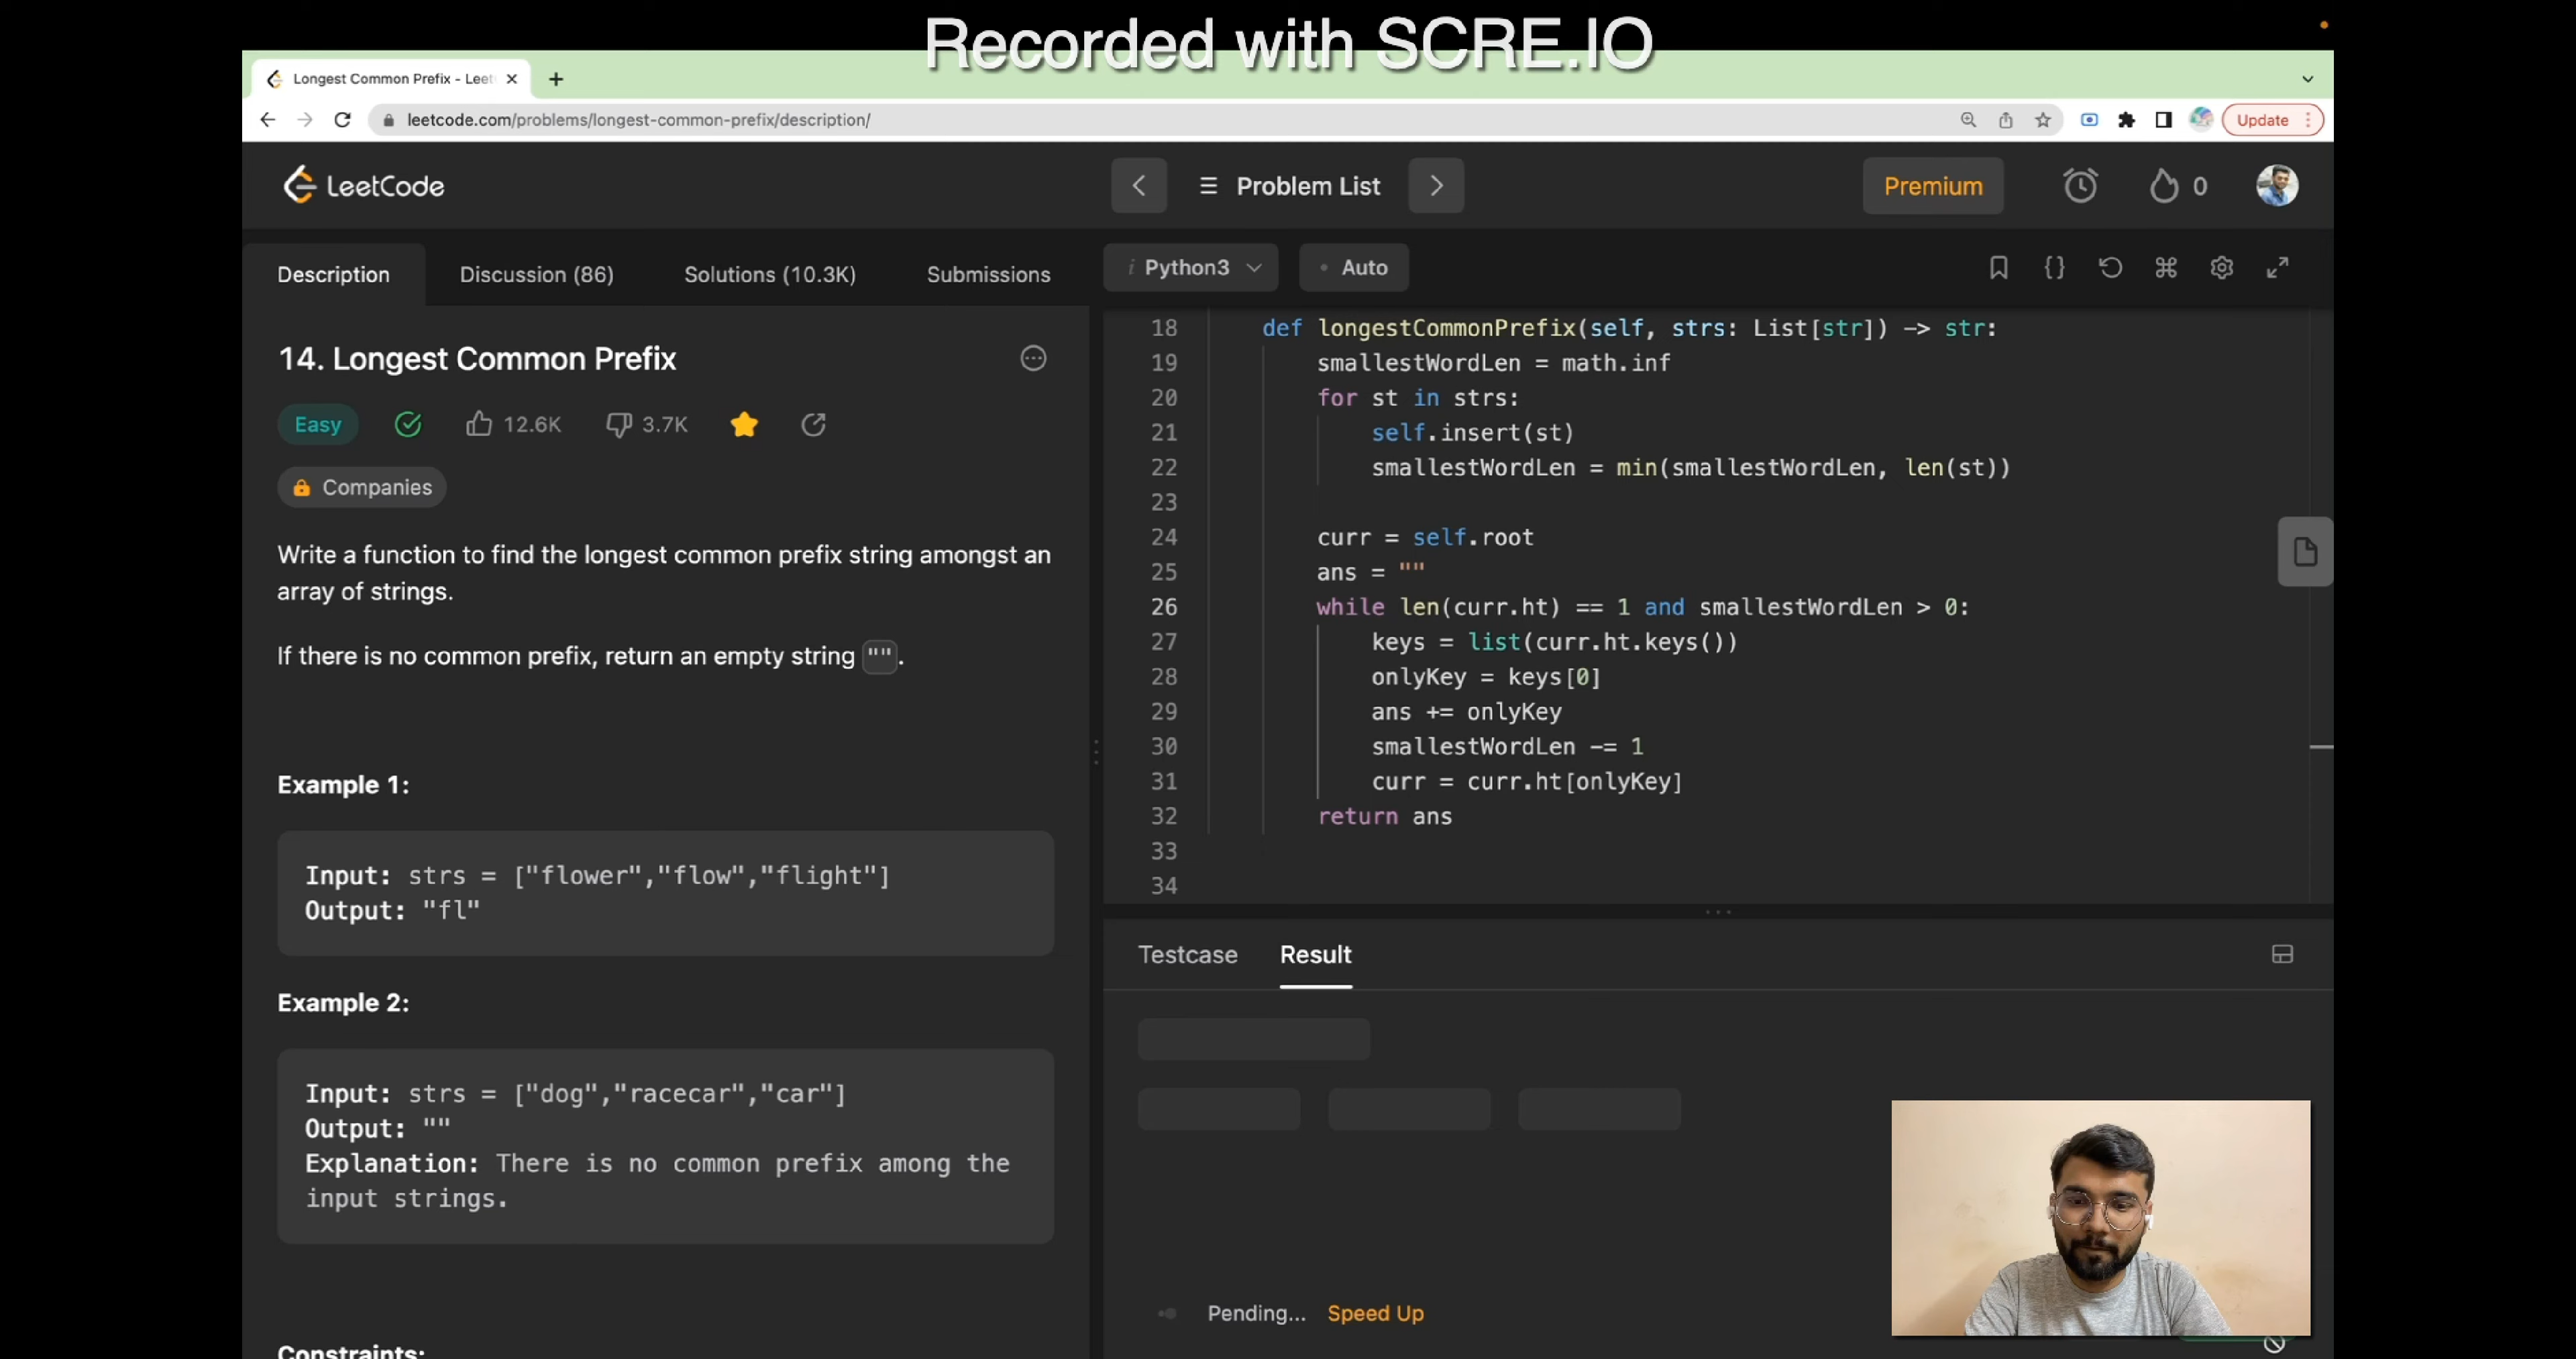 Recorded with SCRE.IO
Longest Common Prefix - Leet
leetcode.com/problems/longest-common-prefix/description/
Update
LeetCode
Problem List
Premium
0
Description
Discussion (86)
Solutions (10.3K)
Submissions
14. Longest Common Prefix
Easy
12.6K
3.7K
Companies
Write a function to find the longest common prefix string amongst an
array of strings.
If there is no common prefix, return an empty string "".
Example 1:
Input: strs = ["flower","flow","flight"]
Output: "fl"
Example 2:
Input: strs = ["dog","racecar","car"]
Output: ""
Explanation: There is no common prefix among the
input strings.
Constraints:
i Python3
Auto
18 def longestCommonPrefix(self, strs: List[str]) -> str:
19 smallestWordLen = math.inf
20 for st in strs:
21 self.insert(st)
22 smallestWordLen = min(smallestWordLen, len(st))
23
24 curr = self.root
25 ans = ""
26 while len(curr.ht) == 1 and smallestWordLen > 0:
27 keys = list(curr.ht.keys())
28 onlyKey = keys[0]
29 ans += onlyKey
30 smallestWordLen -= 1
31 curr = curr.ht[onlyKey]
32 return ans
33
34
Testcase
Result
Pending...
Speed Up